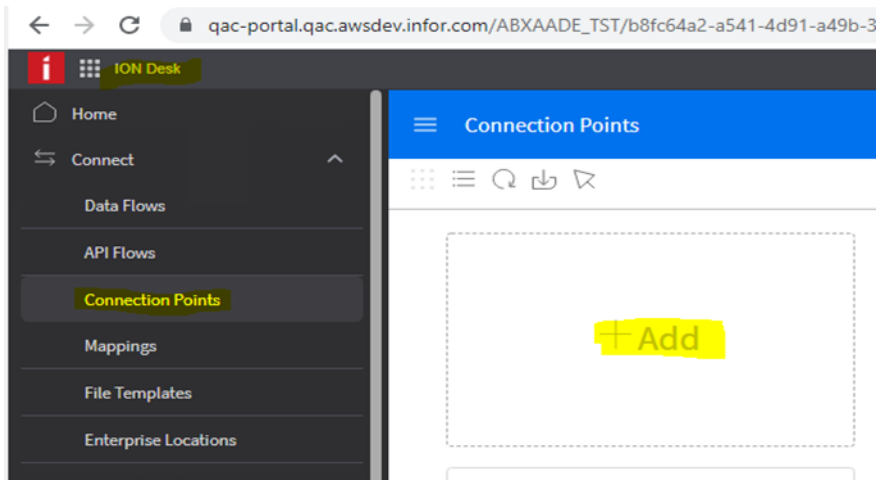 qac-portal.qac.awsdev.infor.com/ABXAADE_TST/b8fc64a2-a541-4d91-a49b-3
i
ION Desk
Home
Connection Points
Connect
Data Flows
API Flows
Connection Points
+ Add
Mappings
File Templates
Enterprise Locations